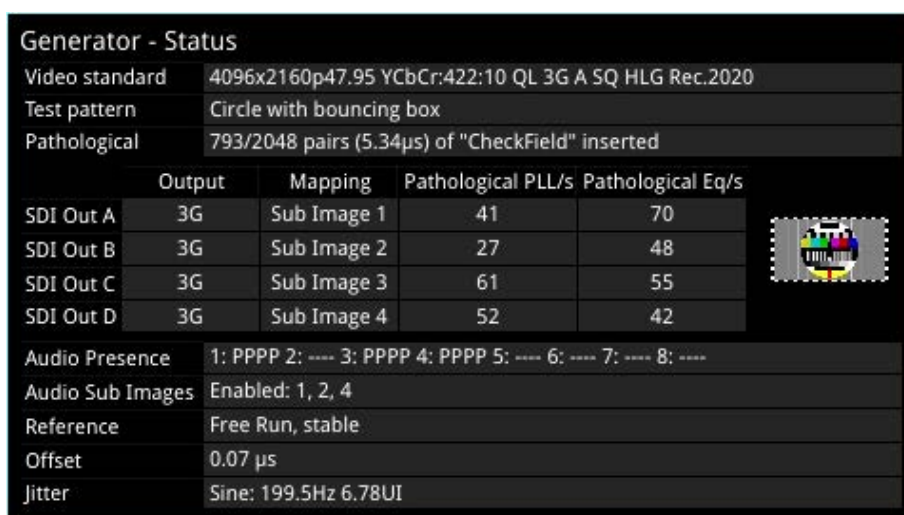 Generator - Status
Video standard 4096x2160p47.95 YCbCr:422:10 QL 3G A SQ HLG Rec.2020
Test pattern Circle with bouncing box
Pathological 793/2048 pairs (5.34µs) of "CheckField" inserted
Output Mapping Pathological PLL/s Pathological Eq/s
SDI Out A 3G Sub Image 1 41 70
SDI Out B 3G Sub Image 2 27 48
SDI Out C 3G Sub Image 3 61 55
SDI Out D 3G Sub Image 4 52 42
Audio Presence 1: PPPP 2: ---- 3: PPPP 4: PPPP 5: ---- 6: ---- 7: ---- 8: ----
Audio Sub Images Enabled: 1, 2, 4
Reference Free Run, stable
Offset 0.07 µs
Jitter Sine: 199.5Hz 6.78UI